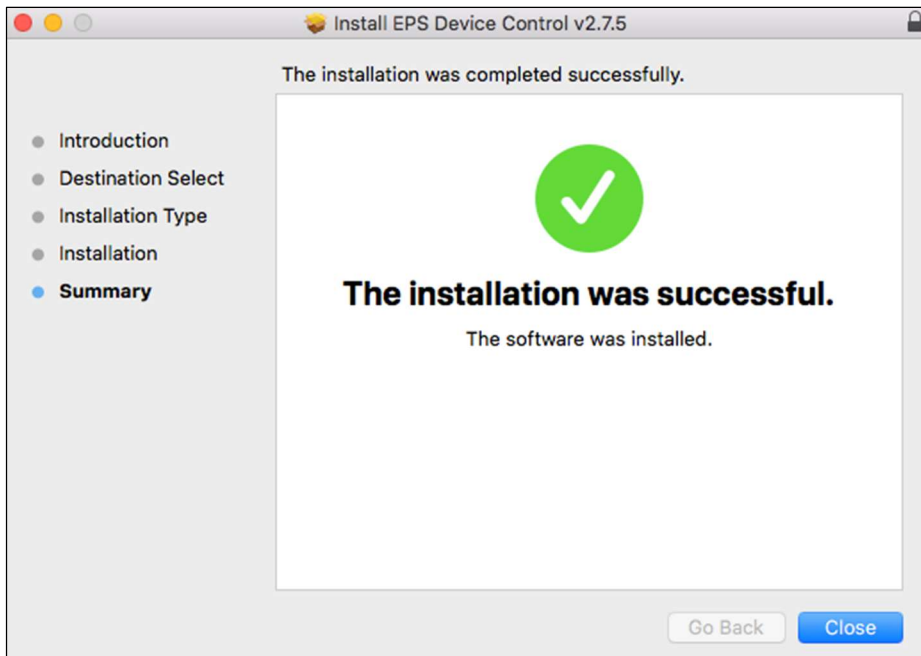 Install EPS Device Control v2.7.5
The installation was completed successfully.
Introduction
Destination Select
Installation Type
Installation
Summary
The installation was successful.
The software was installed.
Go Back
Close